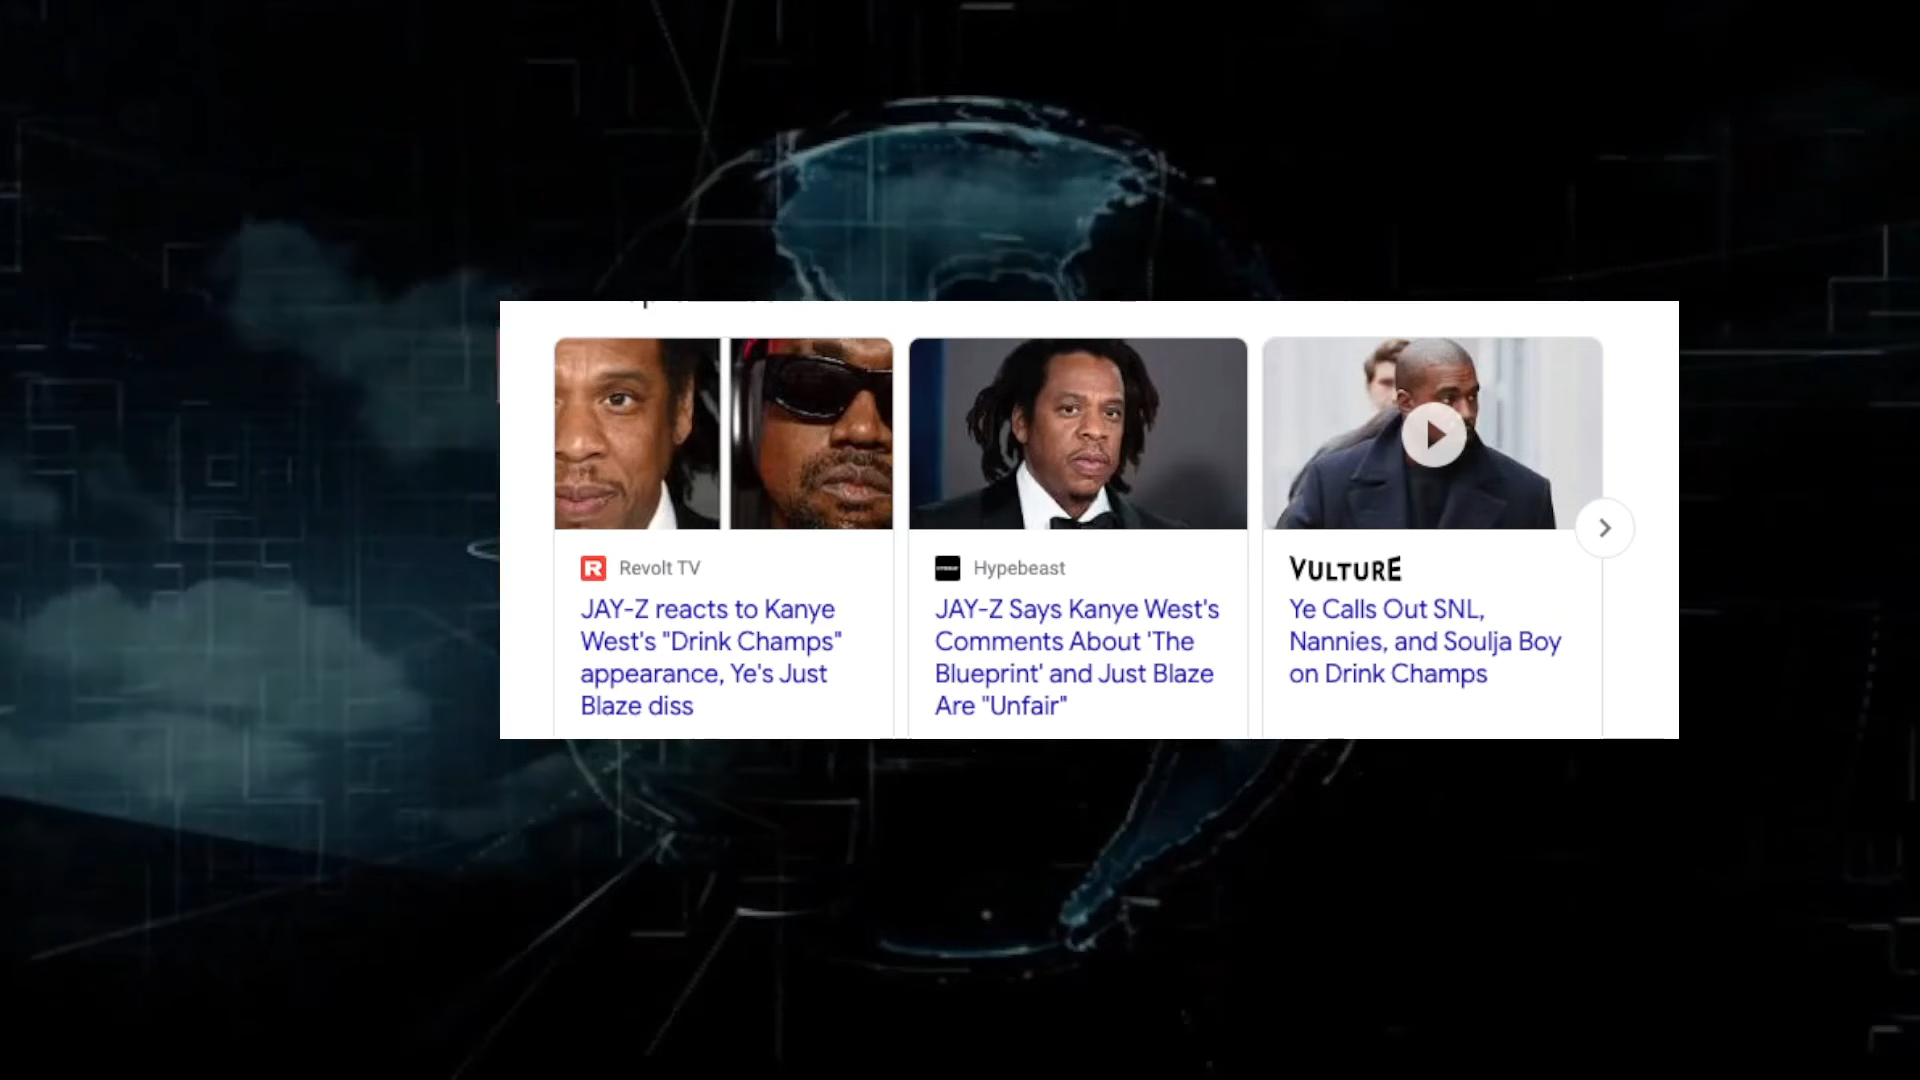 Revolt TV
JAY-Z reacts to Kanye
West's "Drink Champs"
appearance, Ye's Just
Blaze diss
Hypebeast
JAY-Z Says Kanye West's
Comments About 'The
Blueprint' and Just Blaze
Are "Unfair"
VULTURE
Ye Calls Out SNL,
Nannies, and Soulja Boy
on Drink Champs